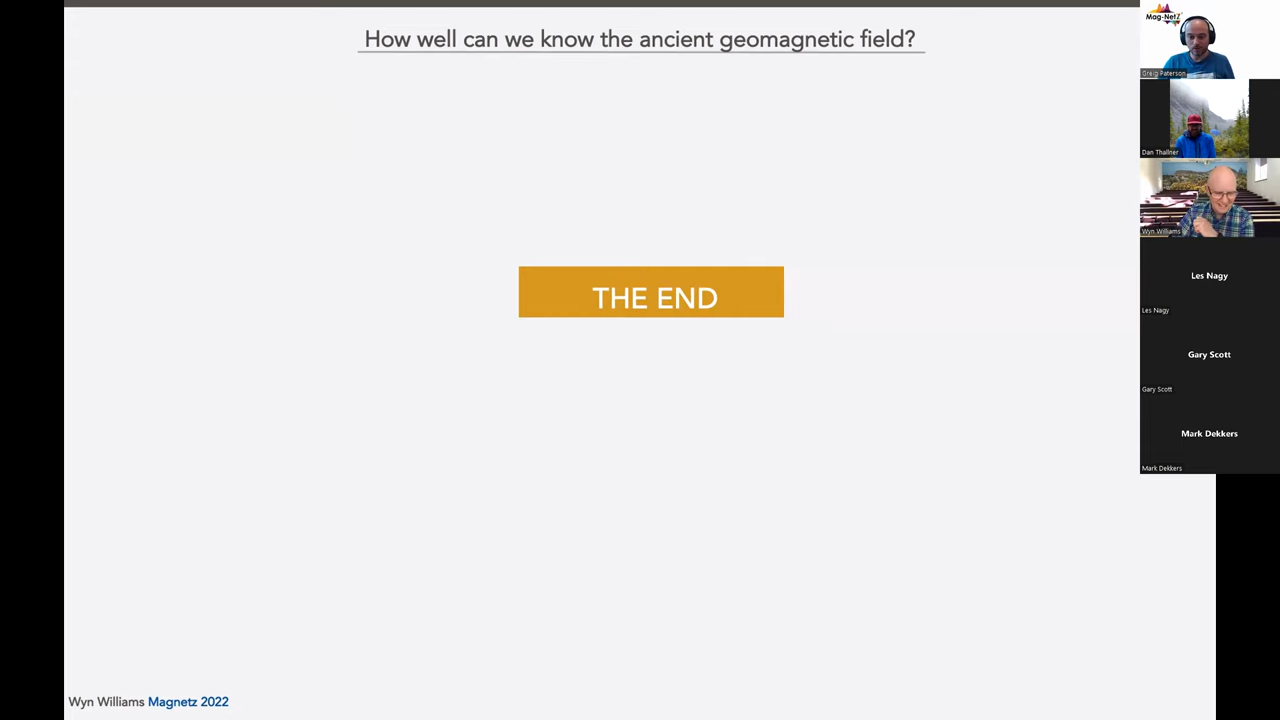 How well can we know the ancient geomagnetic field?
THE END
Wyn Williams Magnetz 2022
Mag-NetZ
Greig Paterson
Dan Thallner
Wyn Williams
Les Nagy
Les Nagy
Gary Scott
Gary Scott
Mark Dekkers
Mark Dekkers